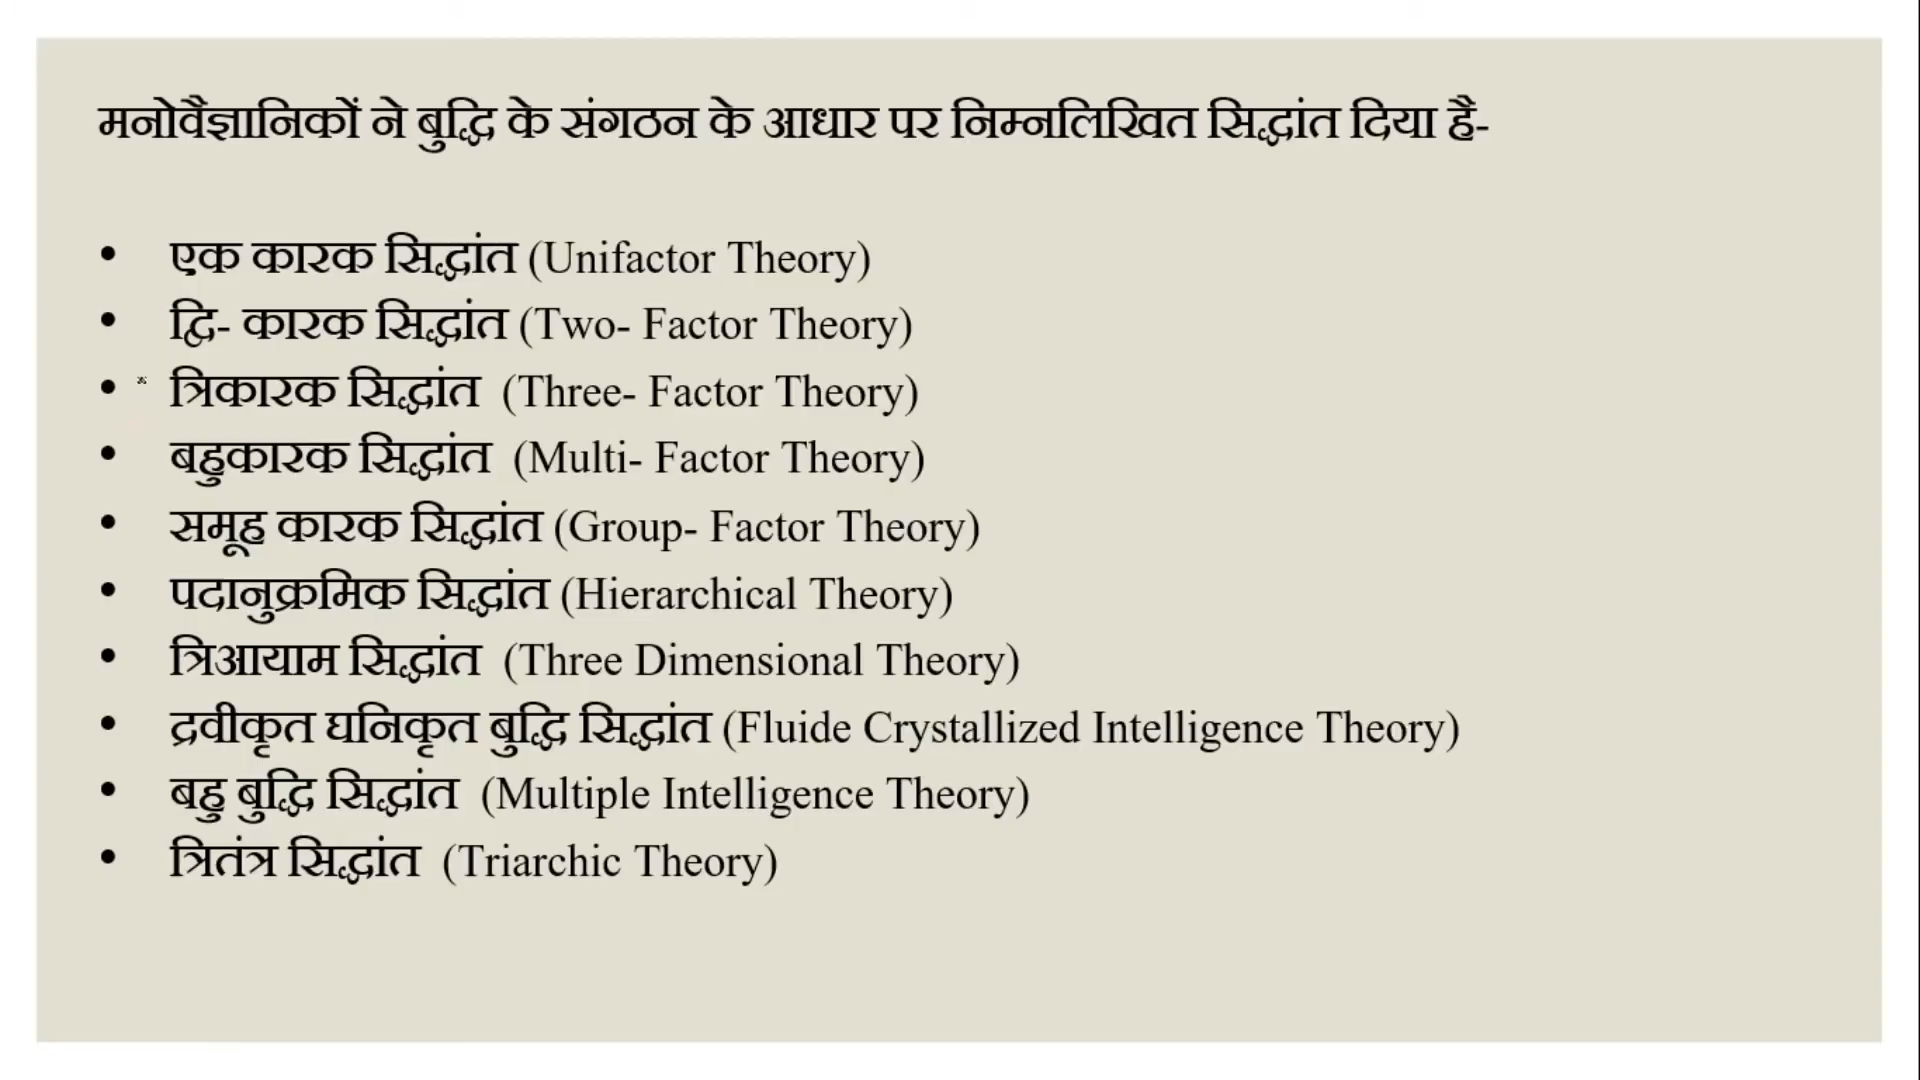 मनोवैज्ञानिकों ने बुद्धि के संगठन के आधार पर निम्नलिखित सिद्धांत दिया है-
• एक कारक सिद्धांत (Unifactor Theory)
• द्वि- कारक सिद्धांत (Two- Factor Theory)
• त्रिकारक सिद्धांत (Three- Factor Theory)
• बहुकारक सिद्धांत (Multi- Factor Theory)
• समूह कारक सिद्धांत (Group- Factor Theory)
• पदानुक्रमिक सिद्धांत (Hierarchical Theory)
• त्रिआयाम सिद्धांत (Three Dimensional Theory)
• द्रवीकृत घनिकृत बुद्धि सिद्धांत (Fluide Crystallized Intelligence Theory)
• बहु बुद्धि सिद्धांत (Multiple Intelligence Theory)
• त्रितंत्र सिद्धांत (Triarchic Theory)